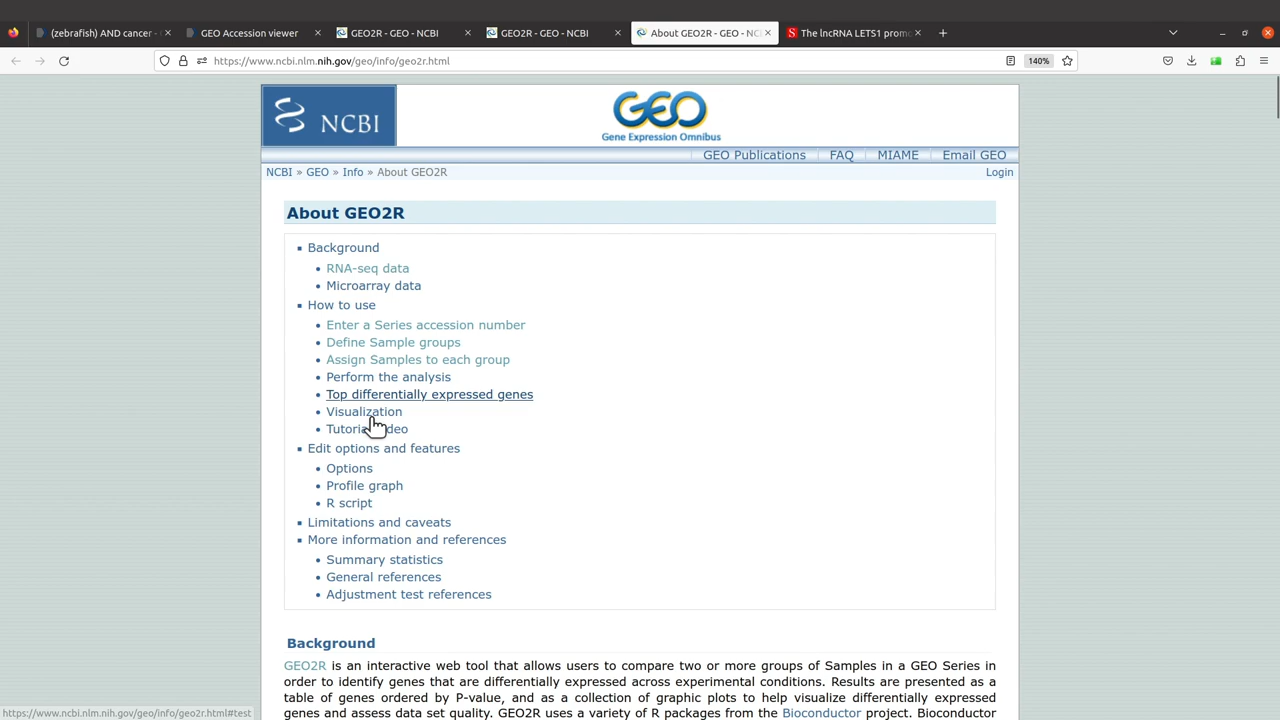 (zebrafish) AND cancer -
GEO Accession viewer
GEO2R - GEO - NCBI
GEO2R - GEO - NCBI
About GEO2R - GEO - NC
The lncRNA LETS1 prom
https://www.ncbi.nlm.nih.gov/geo/info/geo2r.html
140%
NCBI
GEO
Gene Expression Omnibus
GEO Publications FAQ MIAME Email GEO
NCBI » GEO » Info » About GEO2R
Login
About GEO2R
Background
RNA-seq data
Microarray data
How to use
Enter a Series accession number
Define Sample groups
Assign Samples to each group
Perform the analysis
Top differentially expressed genes
Visualization
Tutorial video
Edit options and features
Options
Profile graph
R script
Limitations and caveats
More information and references
Summary statistics
General references
Adjustment test references
Background
GEO2R is an interactive web tool that allows users to compare two or more groups of Samples in a GEO Series in
order to identify genes that are differentially expressed across experimental conditions. Results are presented as a
table of genes ordered by P-value, and as a collection of graphic plots to help visualize differentially expressed
genes and assess data set quality. GEO2R uses a variety of R packages from the Bioconductor project. Bioconductor
https://www.ncbi.nlm.nih.gov/geo/info/geo2r.html#test